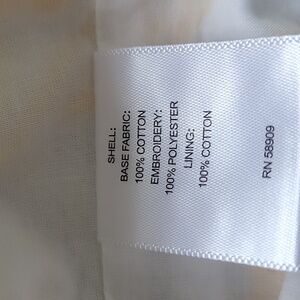 SHELL:
BASE FABRIC:
100% COTTON
EMBROIDERY:
100% POLYESTER
LINING:
100% COTTON
RN 58909